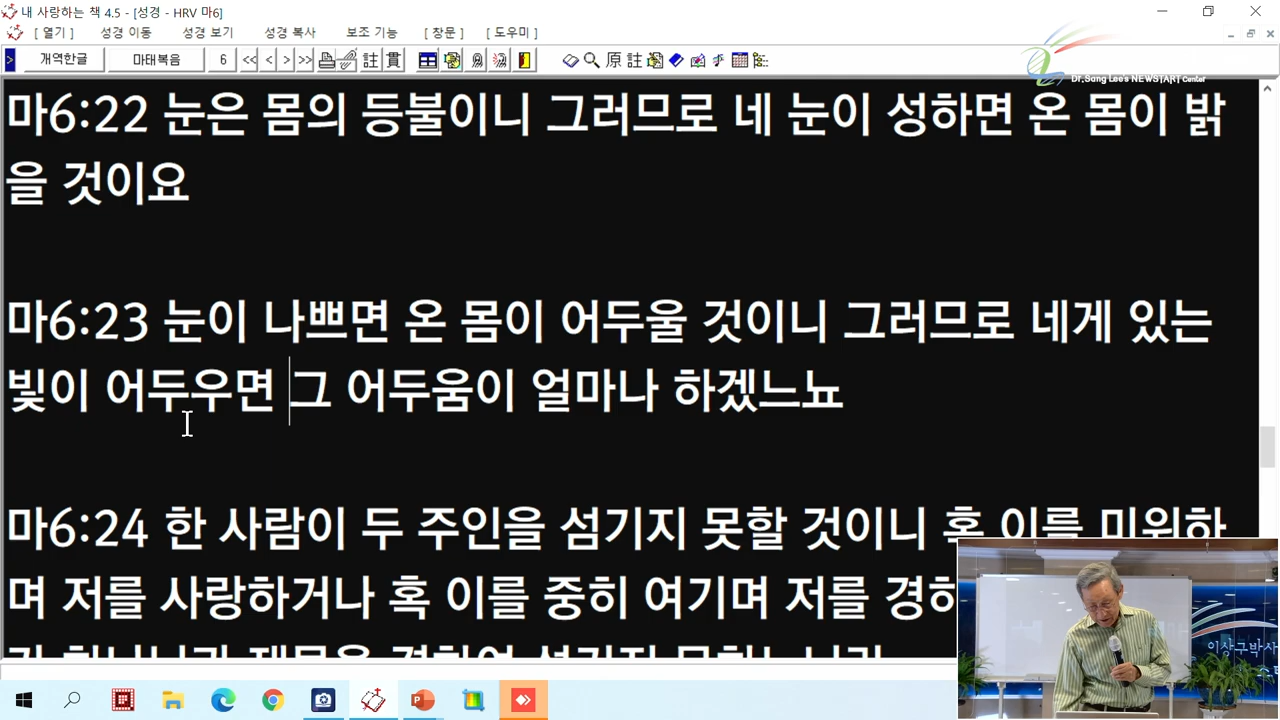 내 사랑하는 책 4.5 - [성경 - HRV 마6]
[ 열기 ] 성경 이동 성경 보기 성경 복사 보조 기능 [ 창문 ] [ 도우미 ]
개역한글 마태복음 6 << < > >> 註 貫 原 註
Dr.Sang Lee's NEWSTART Center
마6:22 눈은 몸의 등불이니 그러므로 네 눈이 성하면 온 몸이 밝
을 것이요
마6:23 눈이 나쁘면 온 몸이 어두울 것이니 그러므로 네게 있는
빛이 어두우면 그 어두움이 얼마나 하겠느뇨
마6:24 한 사람이 두 주인을 섬기지 못할 것이니 혹 이를 미워하
며 저를 사랑하거나 혹 이를 중히 여기며 저를 경히
이상구박사